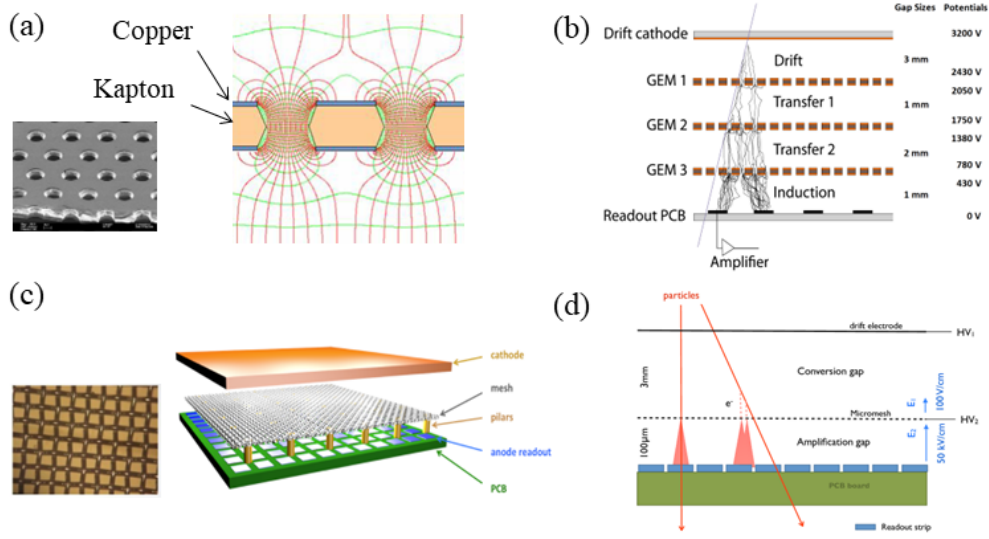 (a)
Copper
Kapton
(b)
Gap Sizes Potentials
Drift cathode 3200 V
Drift 3 mm
GEM 1 2430 V
2050 V
Transfer 1 1 mm
GEM 2 1750 V
1380 V
Transfer 2 2 mm
GEM 3 780 V
430 V
Induction 1 mm
Readout PCB 0 V
Amplifier
(c)
cathode
mesh
pillars
anode readout
PCB
(d)
particles
drift electrode HV₁
3mm
Conversion gap
E₁ 100V/cm
e-
Micromesh HV₂
100μm
Amplification gap
E₂ 50 kV/cm
PCB board
Readout strip